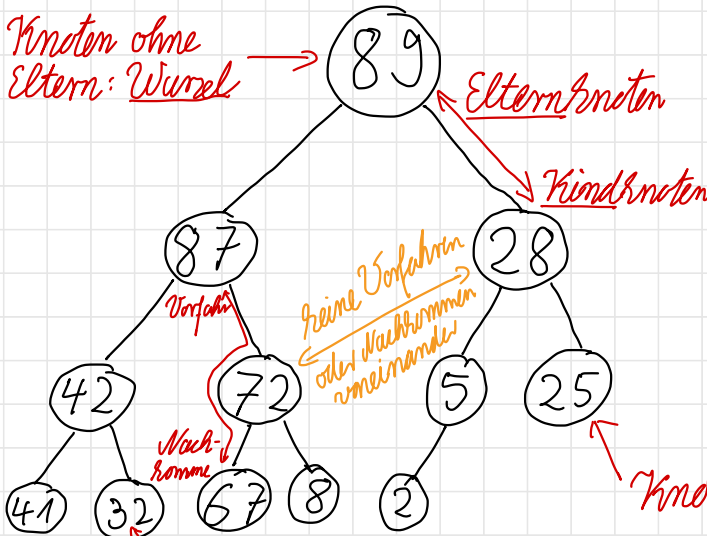 Knoten ohne
Eltern: Wurzel
89
Elternknoten
Kindknoten
87
28
Vorfahr
keine Vorfahren
oder Nachkommen
voneinander
42
72
5
25
Nach-
komme
41
32
67
8
2
Kno